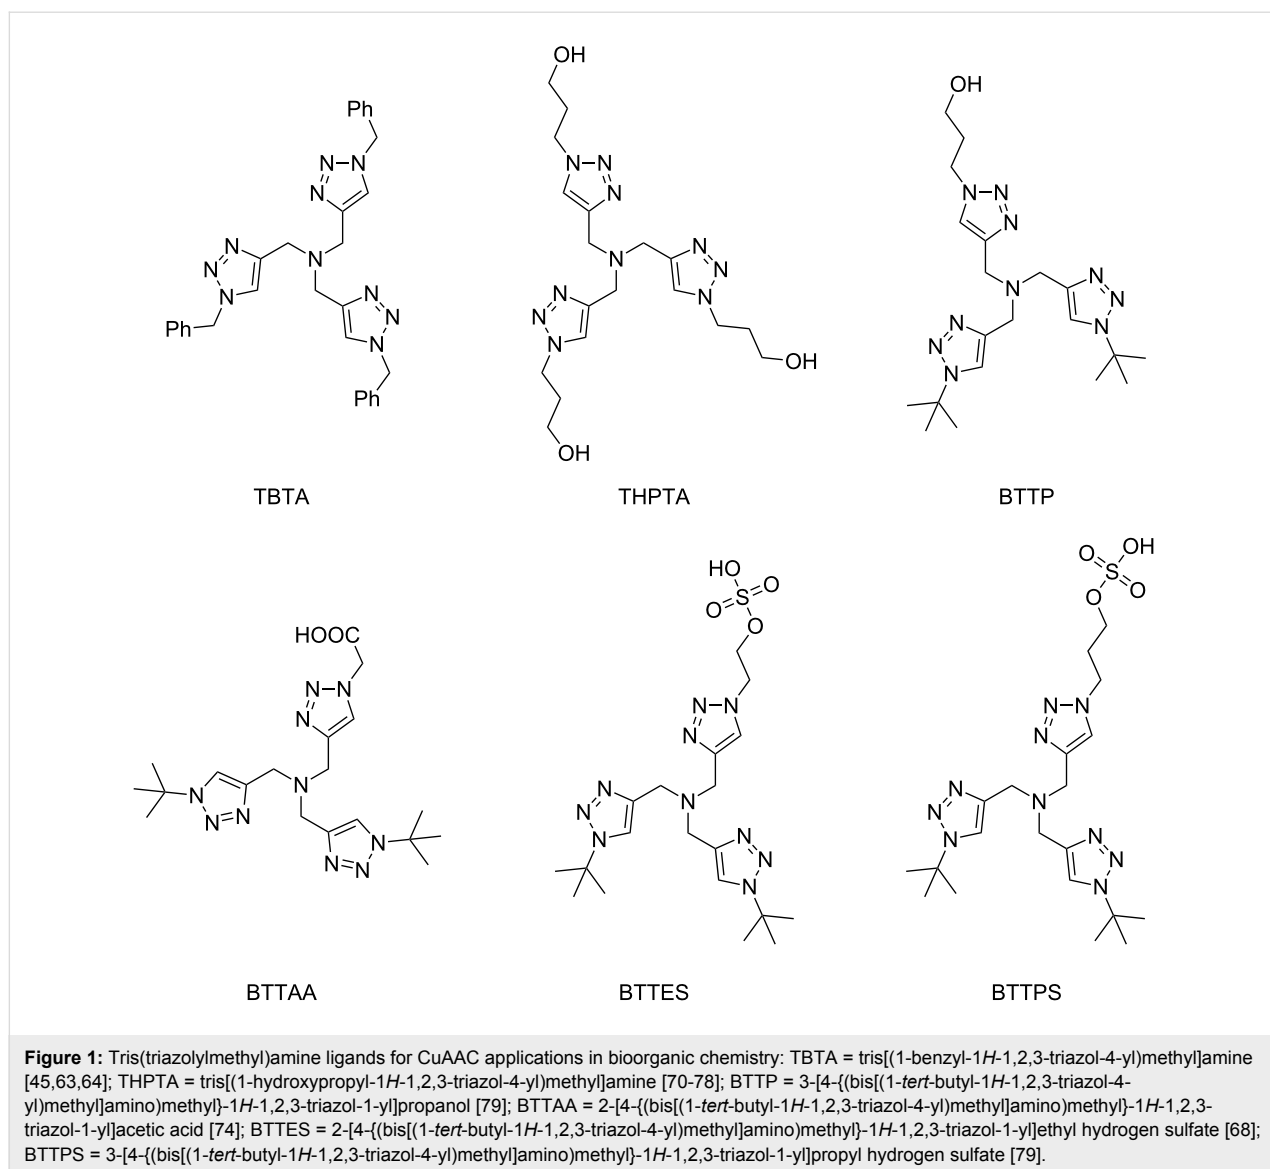 Ph
N–N
N
N
N
N
N
N
Ph
N
N
N
Ph
TBTA
OH
N–N
N
N
N
N
N
N
N
N
N
OH
OH
THPTA
OH
N–N
N
N
N
N
N
N
N
N
N
BTTP
HOOC
N–N
N
N
N
N=N
N
N=N
BTTAA
HO
S=O
O
O
N–N
N
N
N
N
N
N
N
N
N
BTTES
O
OH
S
O
O
N–N
N
N
N
N
N
N
N
N
N
BTTPS
Figure 1: Tris(triazolylmethyl)amine ligands for CuAAC applications in bioorganic chemistry: TBTA = tris[(1-benzyl-1H-1,2,3-triazol-4-yl)methyl]amine
[45,63,64]; THPTA = tris[(1-hydroxypropyl-1H-1,2,3-triazol-4-yl)methyl]amine [70-78]; BTTP = 3-[4-{(bis[(1-tert-butyl-1H-1,2,3-triazol-4-
yl)methyl]amino)methyl}-1H-1,2,3-triazol-1-yl]propanol [79]; BTTAA = 2-[4-{(bis[(1-tert-butyl-1H-1,2,3-triazol-4-yl)methyl]amino)methyl}-1H-1,2,3-
triazol-1-yl]acetic acid [74]; BTTES = 2-[4-{(bis[(1-tert-butyl-1H-1,2,3-triazol-4-yl)methyl]amino)methyl}-1H-1,2,3-triazol-1-yl]ethyl hydrogen sulfate [68];
BTTPS = 3-[4-{(bis[(1-tert-butyl-1H-1,2,3-triazol-4-yl)methyl]amino)methyl}-1H-1,2,3-triazol-1-yl]propyl hydrogen sulfate [79].